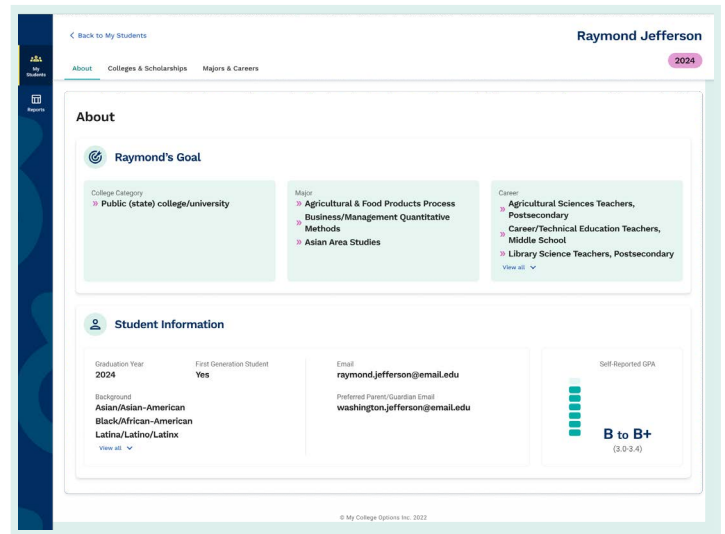 Back to My Students
Raymond Jefferson
2024
My
Students
Reports
About
Colleges & Scholarships
Majors & Careers
About
Raymond's Goal
College Category
» Public (state) college/university
Major
» Agricultural & Food Products Process
» Business/Management Quantitative
Methods
» Asian Area Studies
Career
» Agricultural Sciences Teachers,
Postsecondary
» Career/Technical Education Teachers,
Middle School
» Library Science Teachers, Postsecondary
View all
Student Information
Graduation Year
2024
First Generation Student
Yes
Background
Asian/Asian-American
Black/African-American
Latina/Latino/Latinx
View all
Email
raymond.jefferson@email.edu
Preferred Parent/Guardian Email
washington.jefferson@email.edu
Self-Reported GPA
B to B+
(3.0-3.4)
© My College Options Inc. 2022